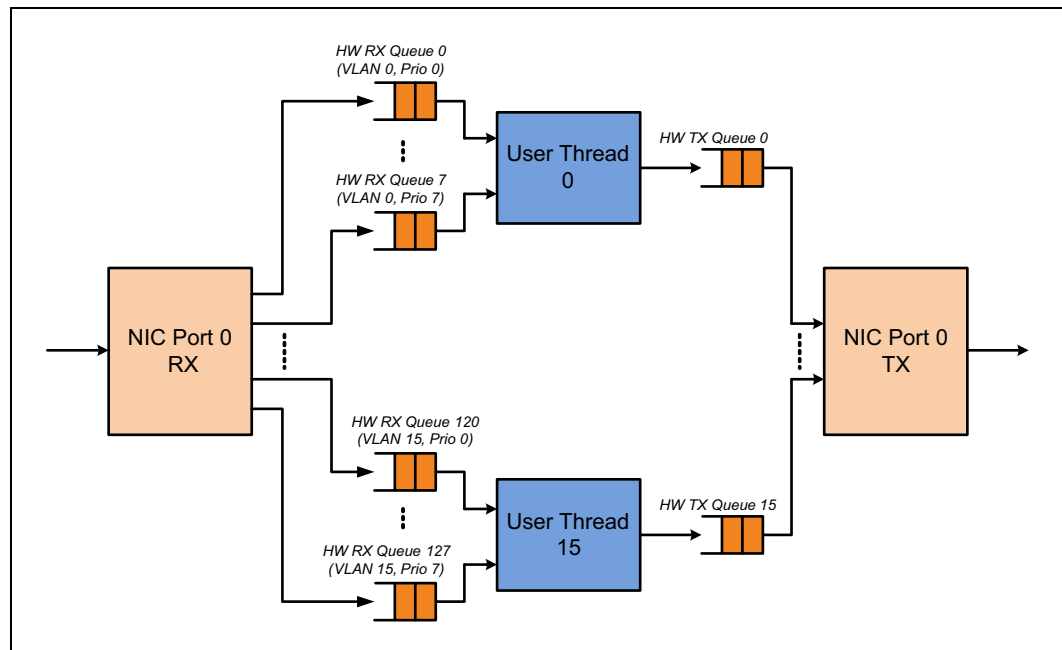 HW RX Queue 0
(VLAN 0, Prio 0)
HW RX Queue 7
(VLAN 0, Prio 7)
User Thread
0
HW TX Queue 0
NIC Port 0
RX
NIC Port 0
TX
HW RX Queue 120
(VLAN 15, Prio 0)
HW RX Queue 127
(VLAN 15, Prio 7)
User Thread
15
HW TX Queue 15